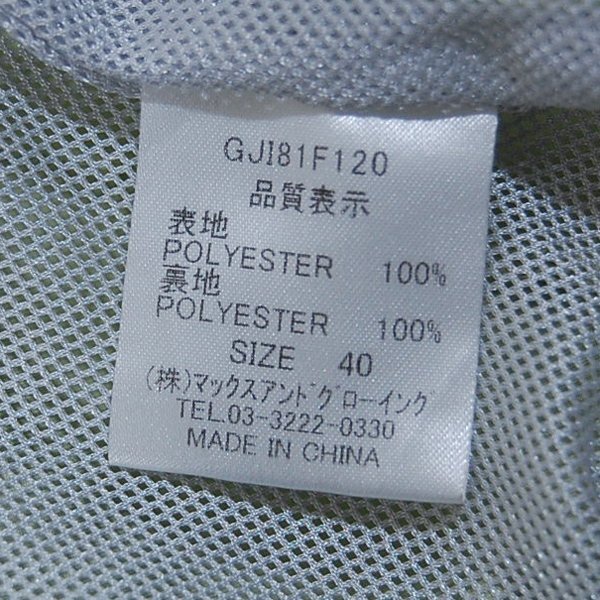 GJI81F120
品質表示
表地
POLYESTER 100%
裏地
POLYESTER 100%
SIZE 40
(株)マックスアンドグローイング
TEL.03-3222-0330
MADE IN CHINA